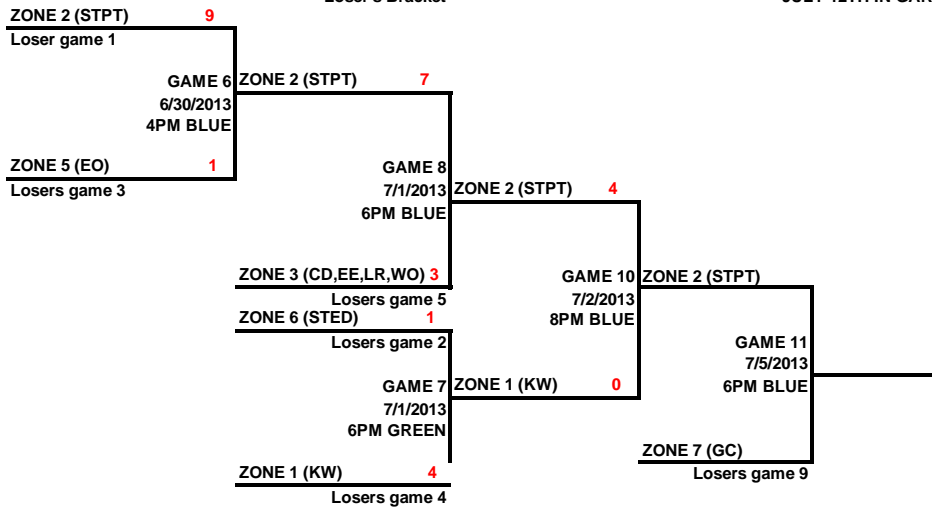 ZONE 2 (STPT) 9
Loser game 1
GAME 6 ZONE 2 (STPT) 7
6/30/2013
4PM BLUE
ZONE 5 (EO) 1
Losers game 3
GAME 8
7/1/2013 ZONE 2 (STPT) 4
6PM BLUE
ZONE 3 (CD,EE,LR,WO) 3
Losers game 5
GAME 10 ZONE 2 (STPT)
7/2/2013
8PM BLUE
ZONE 6 (STED) 1
Losers game 2
GAME 11
7/5/2013
6PM BLUE
GAME 7 ZONE 1 (KW) 0
7/1/2013
6PM GREEN
ZONE 7 (GC)
Losers game 9
ZONE 1 (KW) 4
Losers game 4